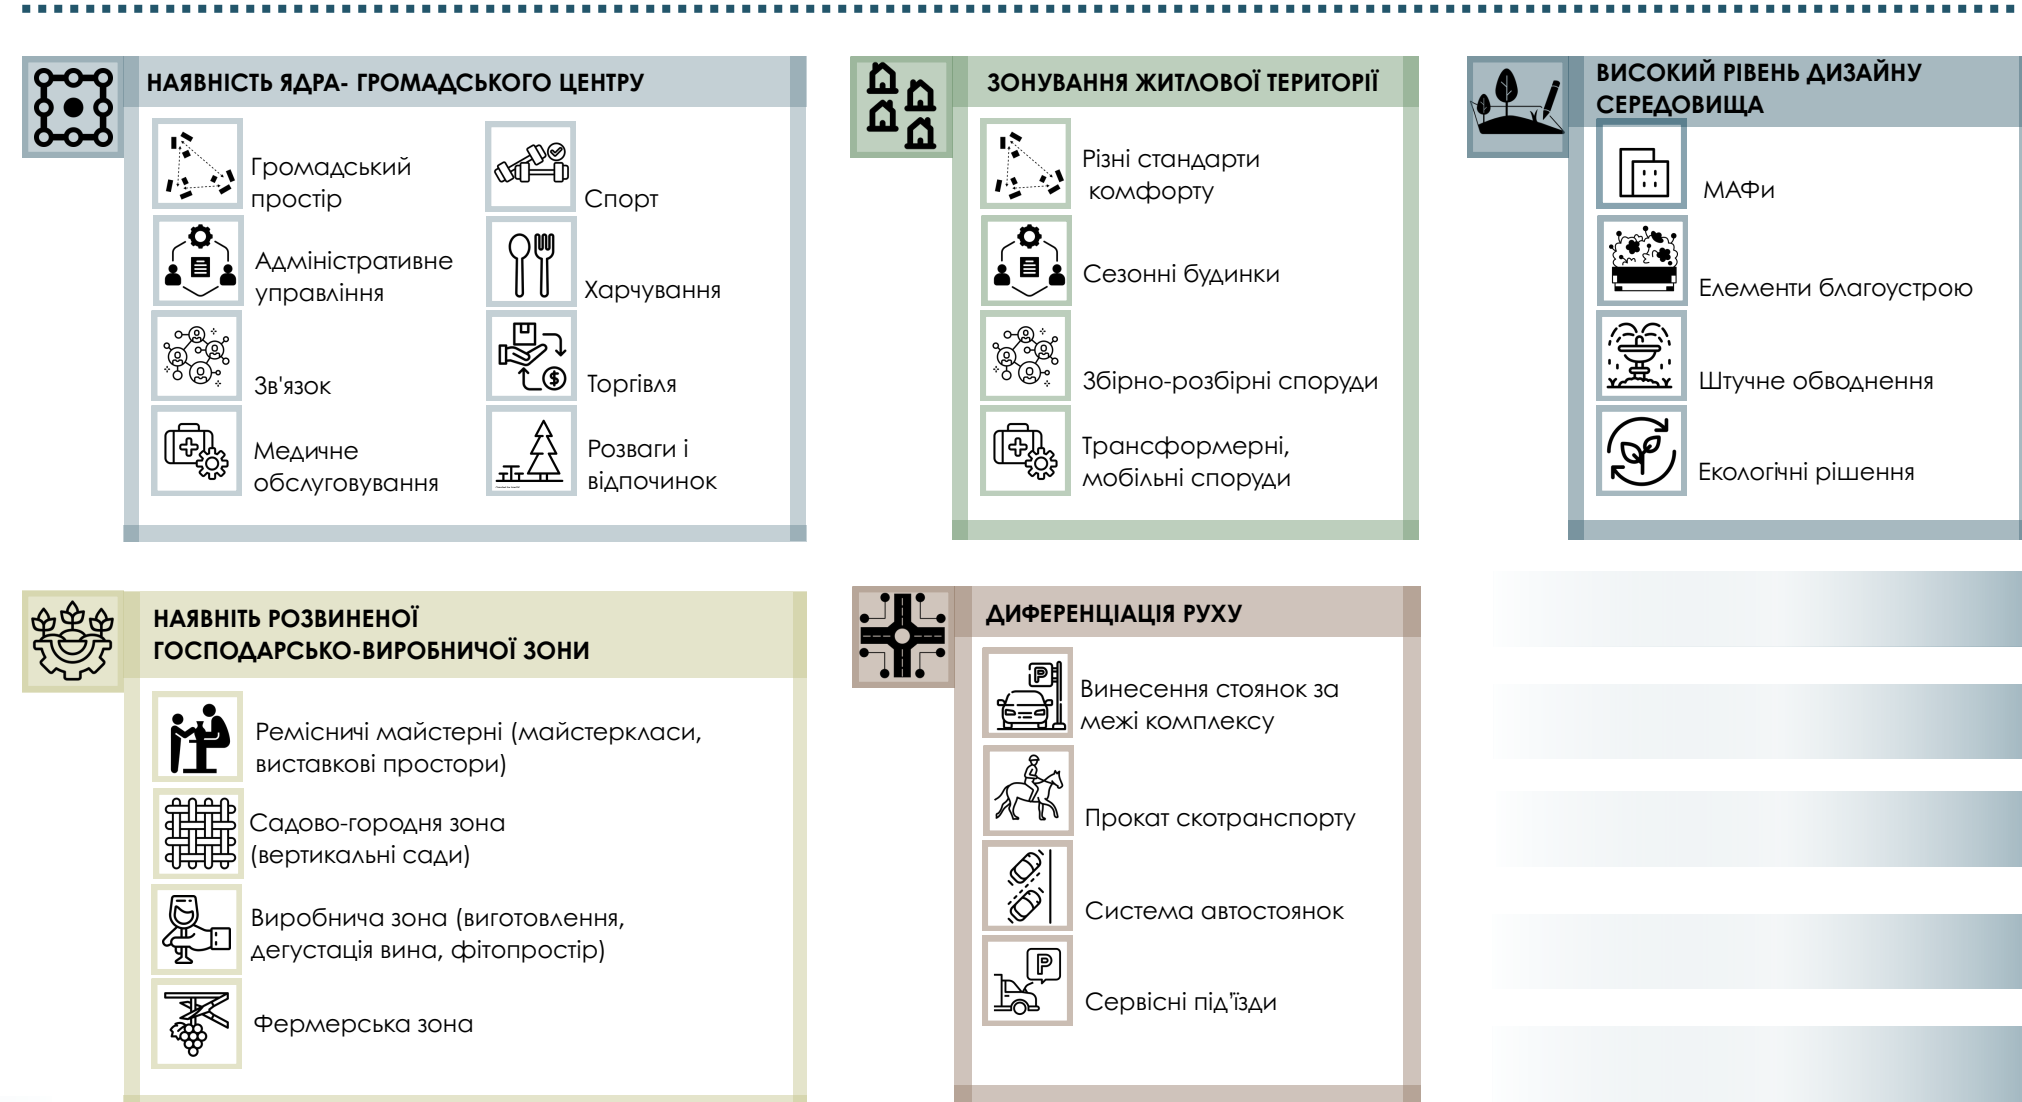 НАЯВНІСТЬ ЯДРА- ГРОМАДСЬКОГО ЦЕНТРУ
Громадський
простір
Адміністративне
управління
Зв'язок
Медичне
обслуговування
Спорт
Харчування
Торгівля
Розваги і
відпочинок
ЗОНУВАННЯ ЖИТЛОВОЇ ТЕРИТОРІЇ
Різні стандарти
комфорту
Сезонні будинки
Збірно-розбірні споруди
Трансформерні,
мобільні споруди
ВИСОКИЙ РІВЕНЬ ДИЗАЙНУ
СЕРЕДОВИЩА
МАФи
Елементи благоустрою
Штучне обводнення
Екологічні рішення
НАЯВНІТЬ РОЗВИНЕНОЇ
ГОСПОДАРСЬКО-ВИРОБНИЧОЇ ЗОНИ
Ремісничі майстерні (майстеркласи,
виставкові простори)
Садово-городня зона
(вертикальні сади)
Виробнича зона (виготовлення,
дегустація вина, фітопростір)
Фермерська зона
ДИФЕРЕНЦІАЦІЯ РУХУ
P
Винесення стоянок за
межі комплексу
Прокат скотранспорту
Система автостоянок
P
Сервісні під'їзди